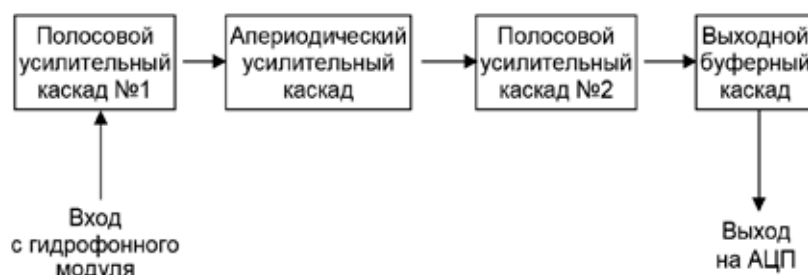 Полосовой
усилительный
каскад №1
Апериодический
усилительный
каскад
Полосовой
усилительный
каскад №2
Выходной
буферный
каскад
Вход
с гидрофонного
модуля
Выход
на АЦП